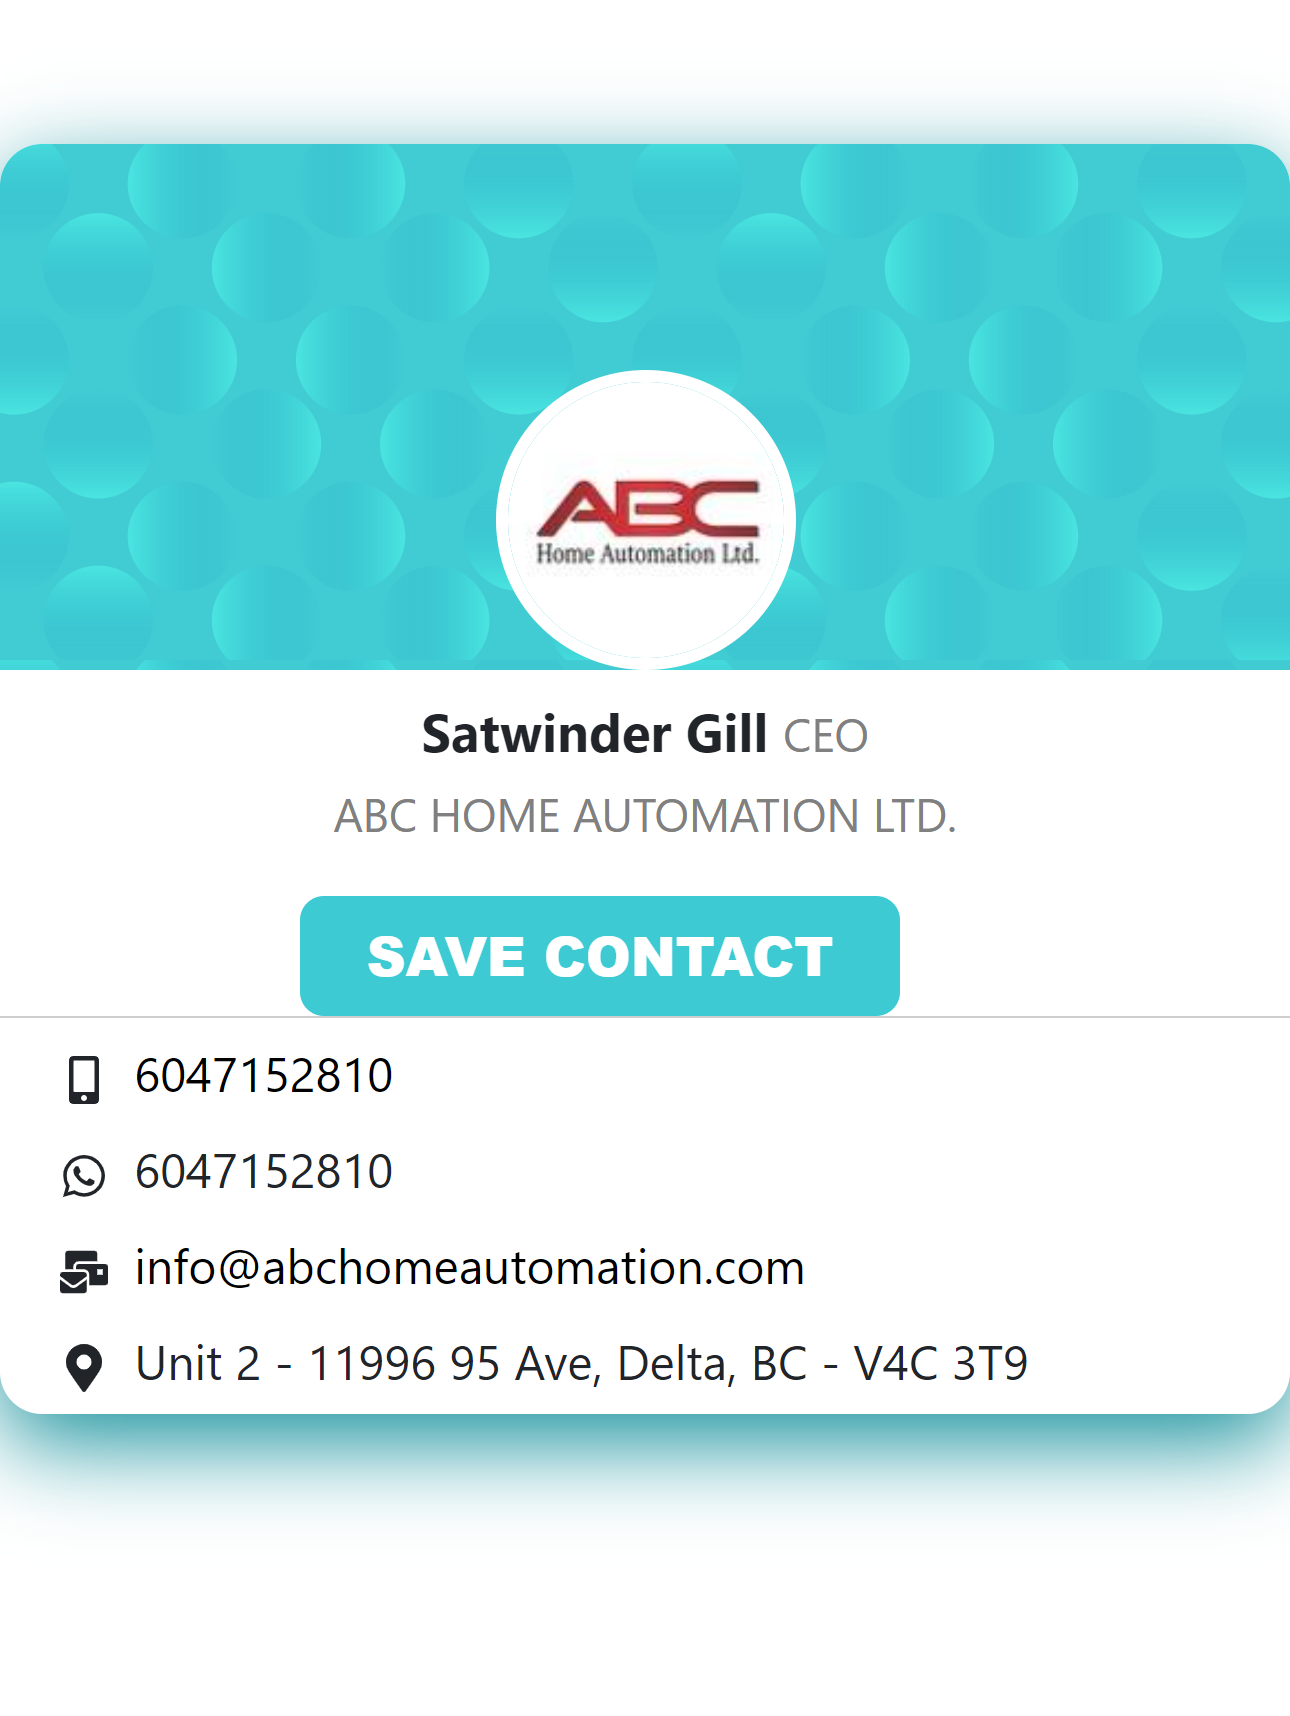 ABC
Home Automation Ltd.
Satwinder Gill CEO
ABC HOME AUTOMATION LTD.
SAVE CONTACT
6047152810
6047152810
info@abchomeautomation.com
Unit 2 - 11996 95 Ave, Delta, BC - V4C 3T9